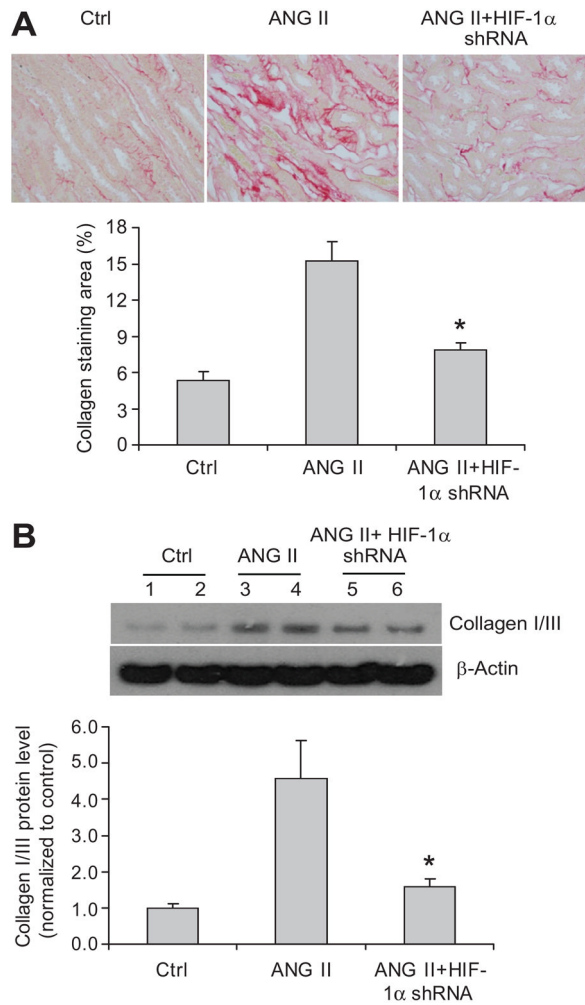 A
Ctrl
ANG II
ANG II+HIF-1α
shRNA
Collagen staining area (%)
18
15
12
9
6
3
0
*
Ctrl
ANG II
ANG II+HIF-
1α shRNA
B
Ctrl
ANG II
ANG II+ HIF-1α
shRNA
1 2 3 4 5 6
Collagen I/III
β-Actin
Collagen I/III protein level
(normalized to control)
6.0
5.0
4.0
3.0
2.0
1.0
0.0
*
Ctrl
ANG II
ANG II+HIF-
1α shRNA